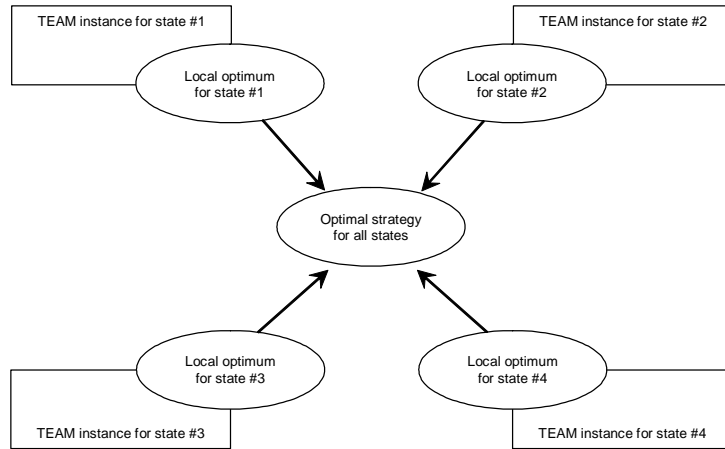 TEAM instance for state #1
TEAM instance for state #2
Local optimum
for state #1
Local optimum
for state #2
Optimal strategy
for all states
Local optimum
for state #3
Local optimum
for state #4
TEAM instance for state #3
TEAM instance for state #4